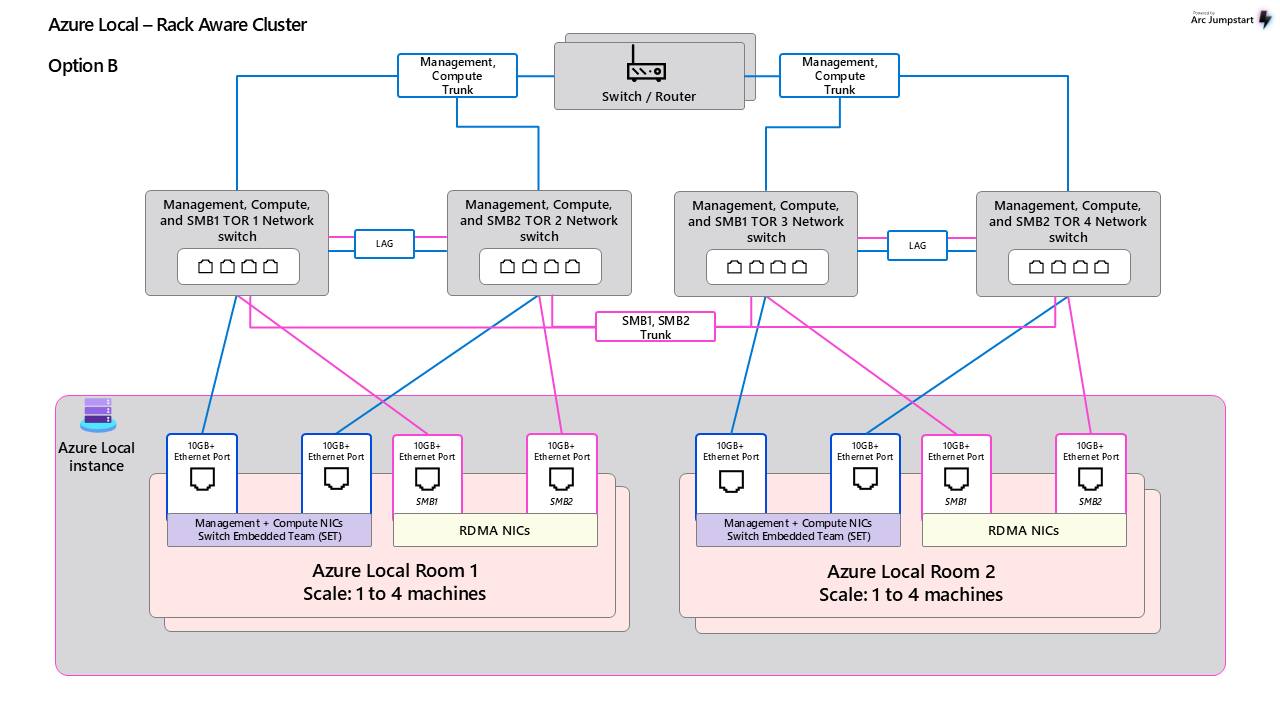 Azure Local – Rack Aware Cluster
Powered by
Arc Jumpstart
Option B
Management,
Compute
Trunk
Switch / Router
Management,
Compute
Trunk
Management, Compute,
and SMB1 TOR 1 Network
switch
LAG
Management, Compute,
and SMB2 TOR 2 Network
switch
Management, Compute,
and SMB1 TOR 3 Network
switch
LAG
Management, Compute,
and SMB2 TOR 4 Network
switch
SMB1, SMB2
Trunk
Azure Local
instance
10GB+
Ethernet Port
10GB+
Ethernet Port
10GB+
Ethernet Port
SMB1
10GB+
Ethernet Port
SMB2
Management + Compute NICs
Switch Embedded Team (SET)
RDMA NICs
Azure Local Room 1
Scale: 1 to 4 machines
10GB+
Ethernet Port
10GB+
Ethernet Port
10GB+
Ethernet Port
SMB1
10GB+
Ethernet Port
SMB2
Management + Compute NICs
Switch Embedded Team (SET)
RDMA NICs
Azure Local Room 2
Scale: 1 to 4 machines